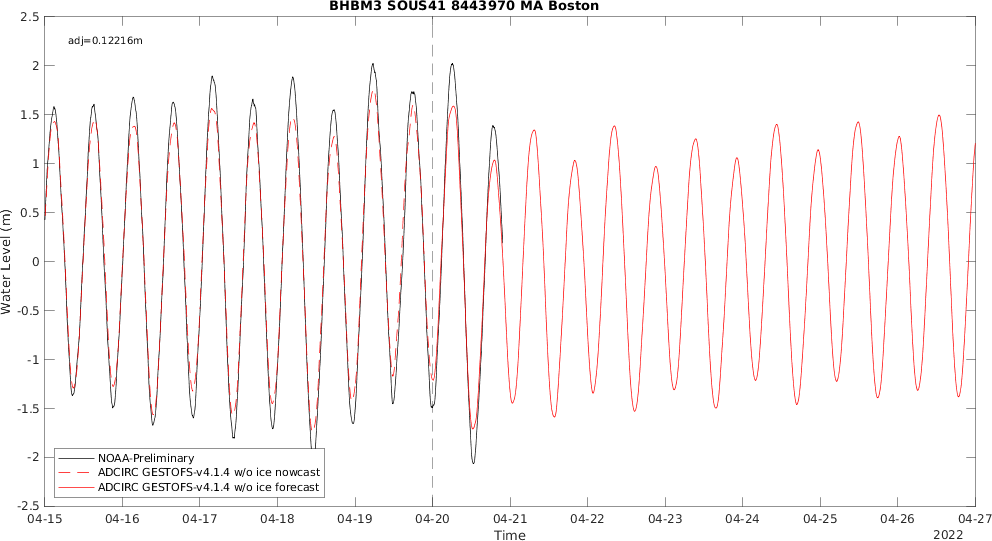 BHBM3 SOUS41 8443970 MA Boston
adj=0.12216m
2.5
2
1.5
1
0.5
0
-0.5
-1
-1.5
-2
-2.5
Water Level (m)
NOAA-Preliminary
ADCIRC GESTOFS-v4.1.4 w/o ice nowcast
ADCIRC GESTOFS-v4.1.4 w/o ice forecast
04-15 04-16 04-17 04-18 04-19 04-20 04-21 04-22 04-23 04-24 04-25 04-26 04-27
Time
2022